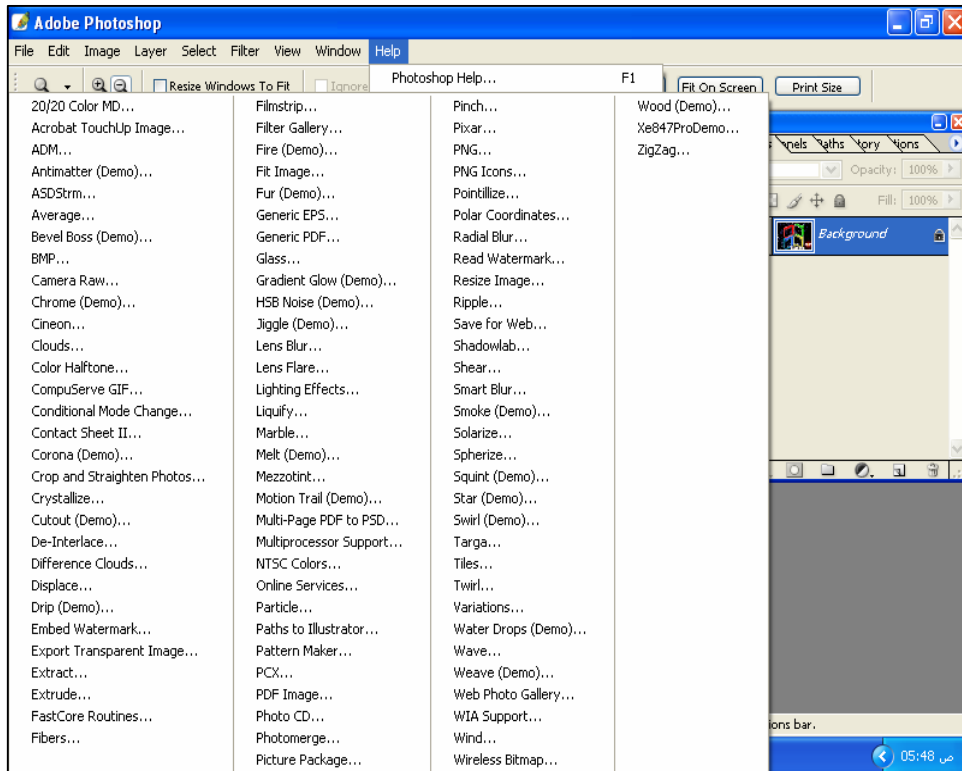 Adobe Photoshop
File Edit Image Layer Select Filter View Window Help
Photoshop Help... F1
Resize Windows To Fit Ignore Fit On Screen Print Size
20/20 Color MD...
Acrobat TouchUp Image...
ADM...
Antimatter (Demo)...
ASDStrm...
Average...
Bevel Boss (Demo)...
BMP...
Camera Raw...
Chrome (Demo)...
Cineon...
Clouds...
Color Halftone...
CompuServe GIF...
Conditional Mode Change...
Contact Sheet II...
Corona (Demo)...
Crop and Straighten Photos...
Crystallize...
Cutout (Demo)...
De-Interlace...
Difference Clouds...
Displace...
Drip (Demo)...
Embed Watermark...
Export Transparent Image...
Extract...
Extrude...
FastCore Routines...
Fibers...
Filmstrip...
Filter Gallery...
Fire (Demo)...
Fit Image...
Fur (Demo)...
Generic EPS...
Generic PDF...
Glass...
Gradient Glow (Demo)...
HSB Noise (Demo)...
Jiggle (Demo)...
Lens Blur...
Lens Flare...
Lighting Effects...
Liquify...
Marble...
Melt (Demo)...
Mezzotint...
Motion Trail (Demo)...
Multi-Page PDF to PSD...
Multiprocessor Support...
NTSC Colors...
Online Services...
Particle...
Paths to Illustrator...
Pattern Maker...
PCX...
PDF Image...
Photo CD...
Photomerge...
Picture Package...
Pinch...
Pixar...
PNG...
PNG Icons...
Pointillize...
Polar Coordinates...
Radial Blur...
Read Watermark...
Resize Image...
Ripple...
Save for Web...
Shadowlab...
Shear...
Smart Blur...
Smoke (Demo)...
Solarize...
Spherize...
Squint (Demo)...
Star (Demo)...
Swirl (Demo)...
Targa...
Tiles...
Twirl...
Variations...
Water Drops (Demo)...
Wave...
Weave (Demo)...
Web Photo Gallery...
WIA Support...
Wind...
Wireless Bitmap...
Wood (Demo)...
Xe847ProDemo...
ZigZag...
nnels Paths tory tions
Opacity: 100%
Fill: 100%
Background
ions bar.
05:48 ص